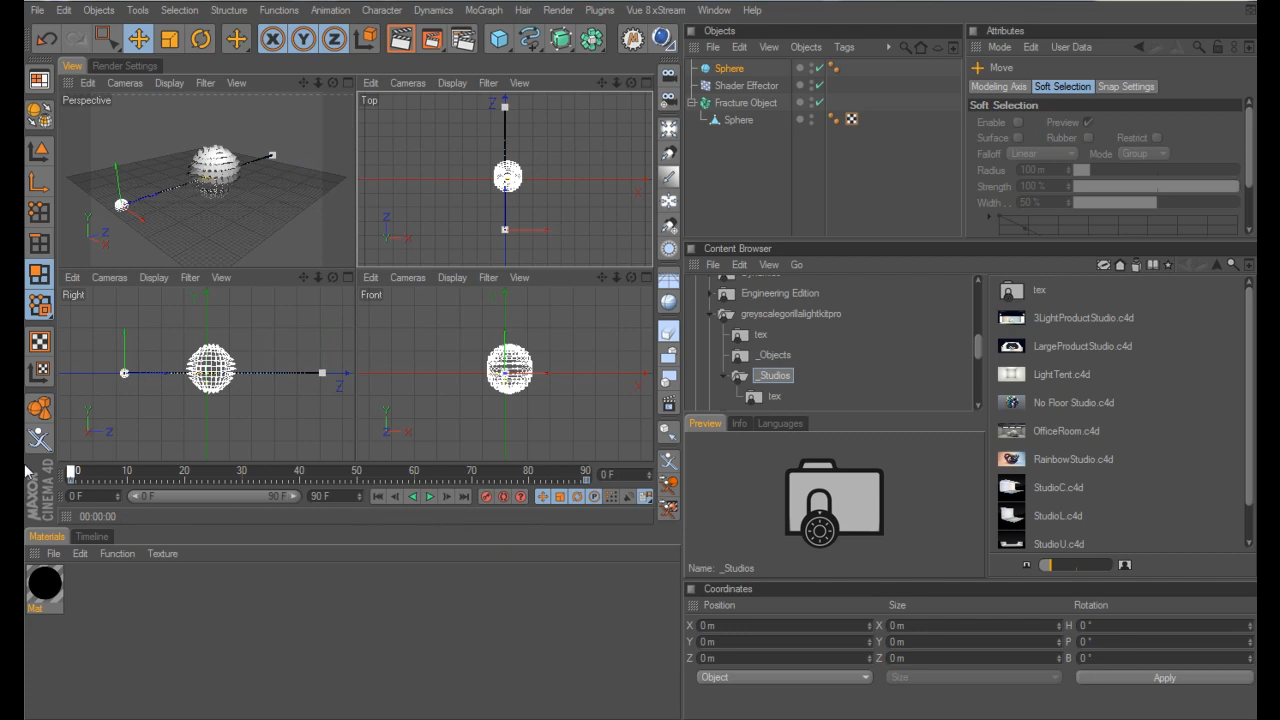 File Edit Objects Tools Selection Structure Functions Animation Character Dynamics MoGraph Hair Render Plugins Vue 8 xStream Window Help
View Render Settings
Edit Cameras Display Filter View
Perspective
Edit Cameras Display Filter View
Top
Z
X
Z
X
Y
Z
X
Edit Cameras Display Filter View
Right
Z
Y
Z
Edit Cameras Display Filter View
Front
Y
X
0 10 20 30 40 50 60 70 80 90 0 F
0 F 0 F 90 F 90 F
00:00:00
MAXON
CINEMA 4D
Materials Timeline
File Edit Function Texture
Mat
Objects
File Edit View Objects Tags
Sphere
Shader Effector
Fracture Object
Sphere
Attributes
Mode Edit User Data
Move
Modeling Axis Soft Selection Snap Settings
Soft Selection
Enable Preview
Surface Rubber Restrict
Falloff Linear Mode Group
Radius 100 m
Strength 100 %
Width . . 50 %
Content Browser
File Edit View Go
Engineering Edition
greyscalegorillalightkitpro
tex
_Objects
_Studios
tex
tex
3LightProductStudio.c4d
LargeProductStudio.c4d
LightTent.c4d
No Floor Studio.c4d
OfficeRoom.c4d
RainbowStudio.c4d
StudioC.c4d
StudioL.c4d
StudioU.c4d
Preview Info Languages
Name: _Studios
Coordinates
Position Size Rotation
X 0 m X 0 m H 0 °
Y 0 m Y 0 m P 0 °
Z 0 m Z 0 m B 0 °
Object Size Apply